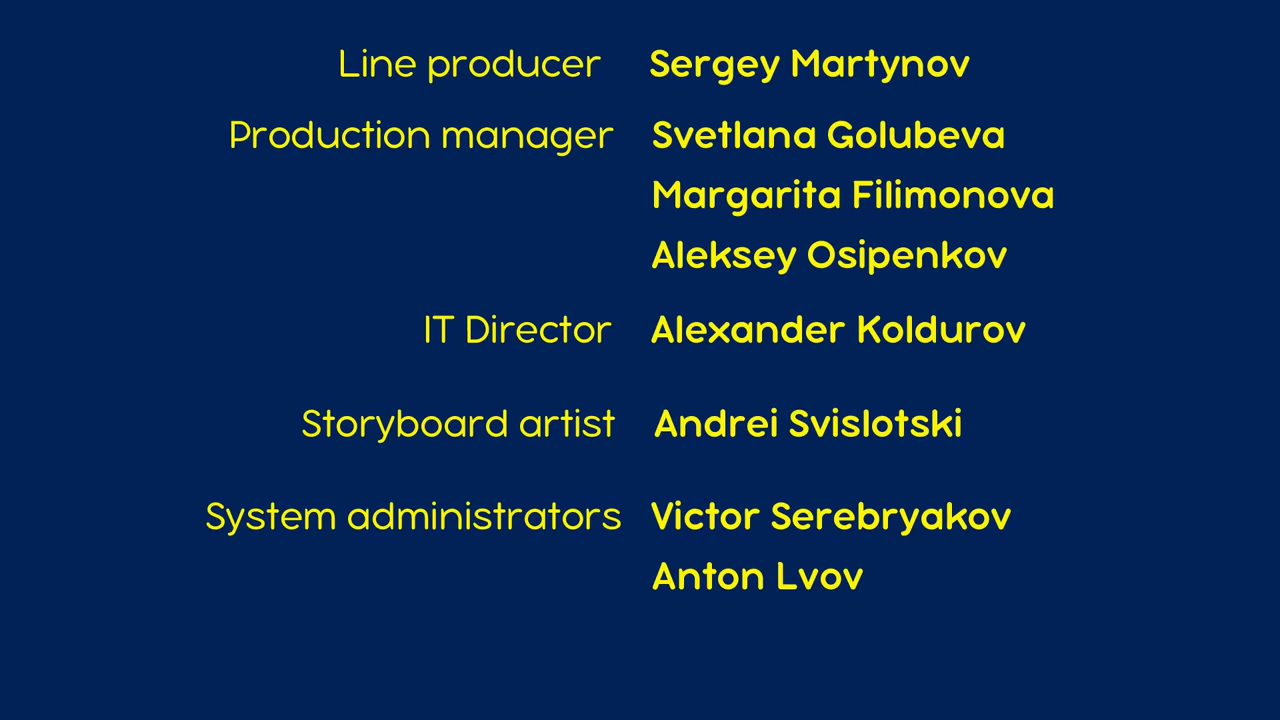 Line producer Sergey Martynov
Production manager Svetlana Golubeva
Margarita Filimonova
Aleksey Osipenkov
IT Director Alexander Koldurov
Storyboard artist Andrei Svislotski
System administrators Victor Serebryakov
Anton Lvov